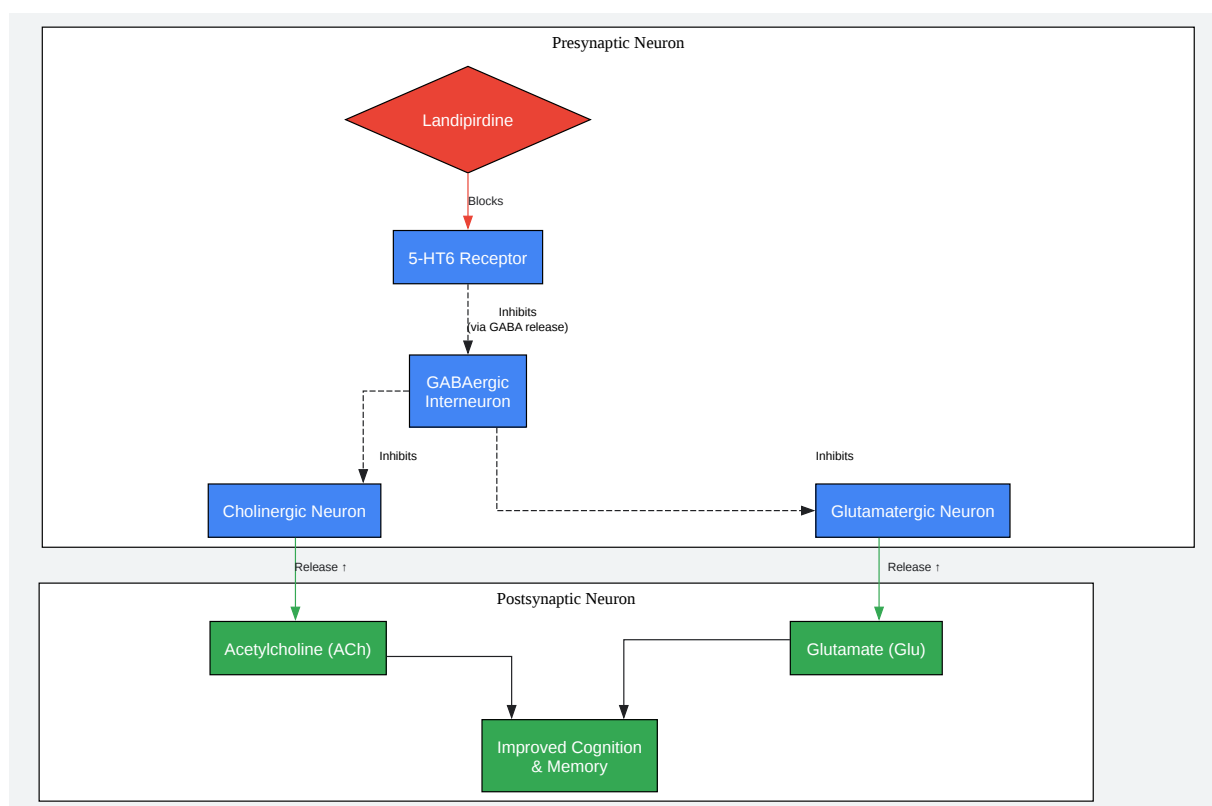 Presynaptic Neuron
Landipirdine
Blocks
5-HT6 Receptor
Inhibits
(via GABA release)
GABAergic
Interneuron
Inhibits
Inhibits
Cholinergic Neuron
Glutamatergic Neuron
Release ↑
Release ↑
Postsynaptic Neuron
Acetylcholine (ACh)
Glutamate (Glu)
Improved Cognition
& Memory